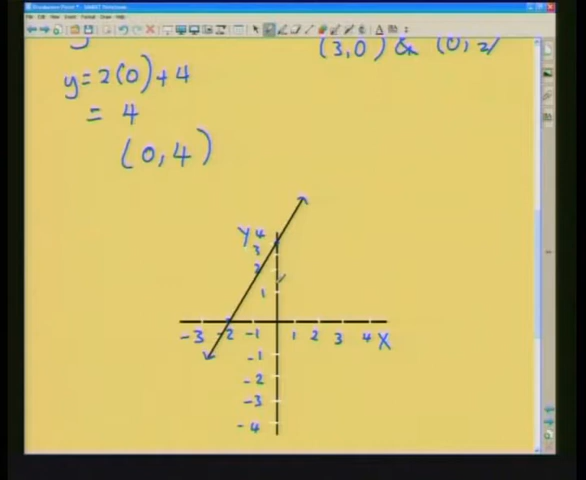 (3,0) & (0,2)
y=2(0)+4
= 4
(0,4)
Y 4
3
2
1
-3 -2 -1 1 2 3 4 X
-1
-2
-3
-4